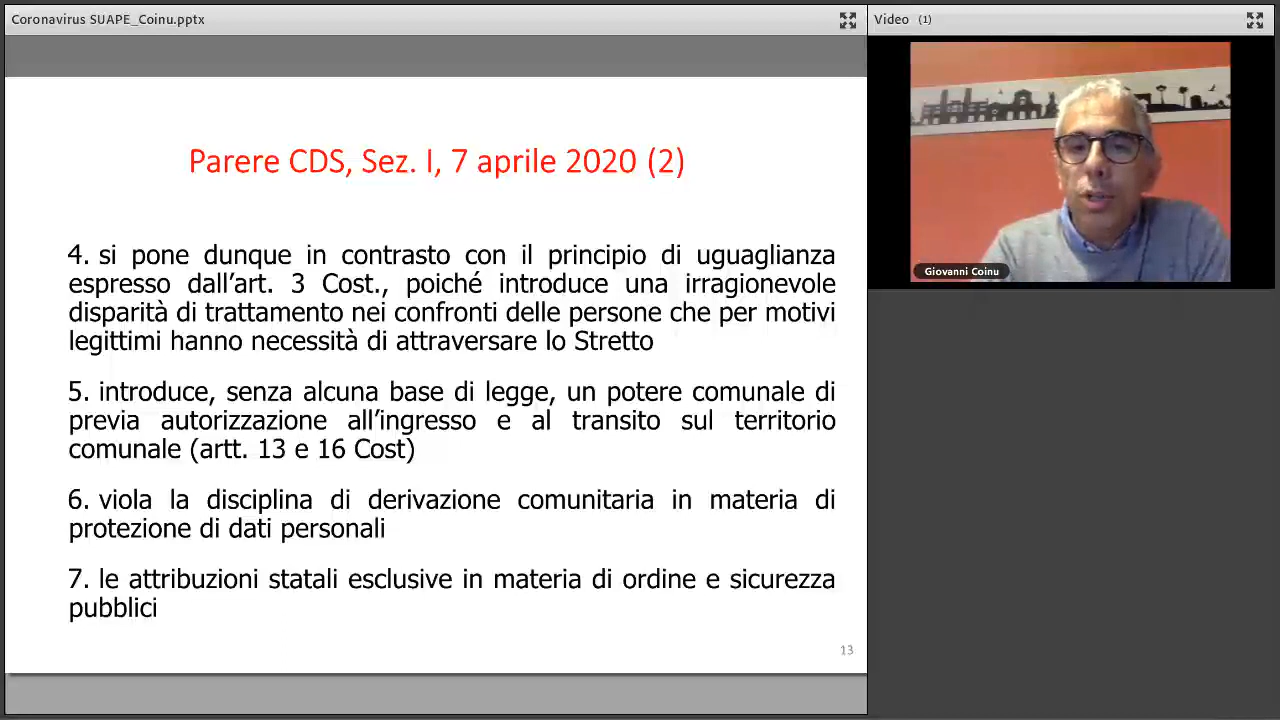 Coronavirus SUAPE_Coinu.pptx
Video (1)
Parere CDS, Sez. I, 7 aprile 2020 (2)
4. si pone dunque in contrasto con il principio di uguaglianza
espresso dall’art. 3 Cost., poiché introduce una irragionevole
disparità di trattamento nei confronti delle persone che per motivi
legittimi hanno necessità di attraversare lo Stretto
5. introduce, senza alcuna base di legge, un potere comunale di
previa autorizzazione all’ingresso e al transito sul territorio
comunale (artt. 13 e 16 Cost)
6. viola la disciplina di derivazione comunitaria in materia di
protezione di dati personali
7. le attribuzioni statali esclusive in materia di ordine e sicurezza
pubblici
13
Giovanni Coinu